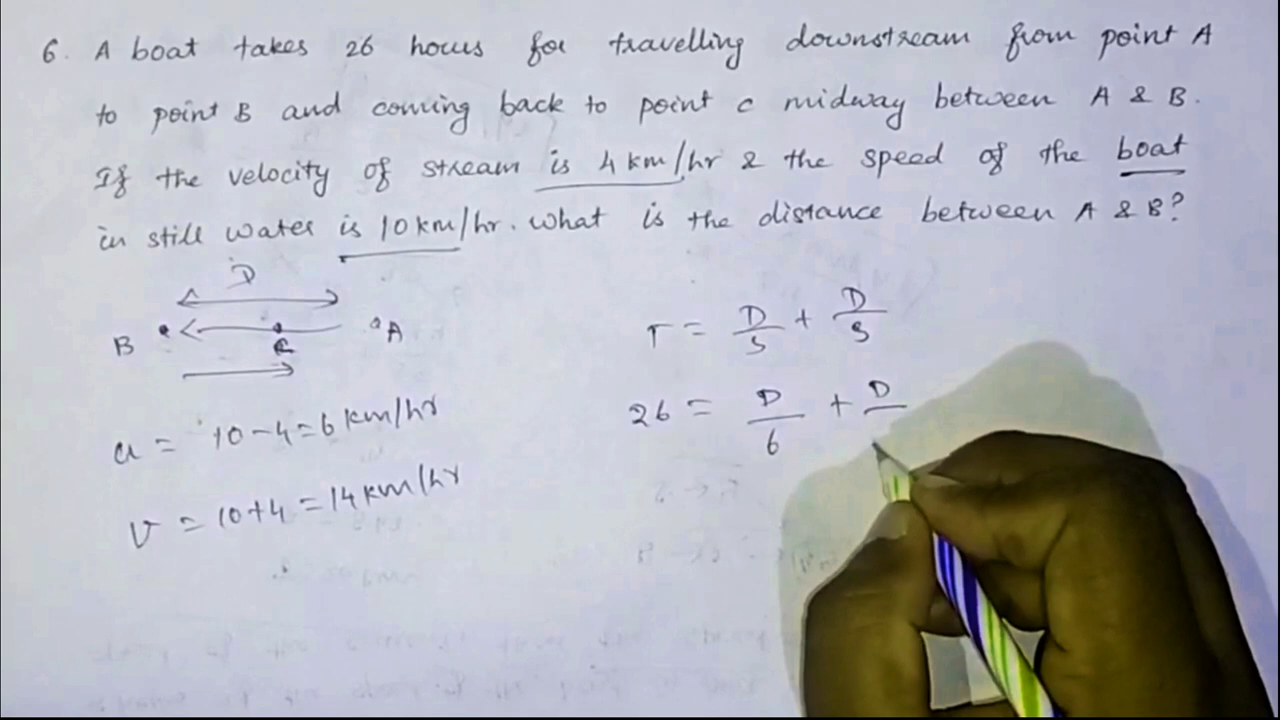 6. A boat takes 26 hours for travelling downstream from point A
to point B and coming back to point C midway between A & B.
If the velocity of stream is 4 km/hr & the speed of the boat
in still water is 10 km/hr. what is the distance between A & B?
D
B C A
u = 10-4=6 km/hr
v = 10+4 = 14 km/hr
T = D/S + D/S
26 = D/6 + D